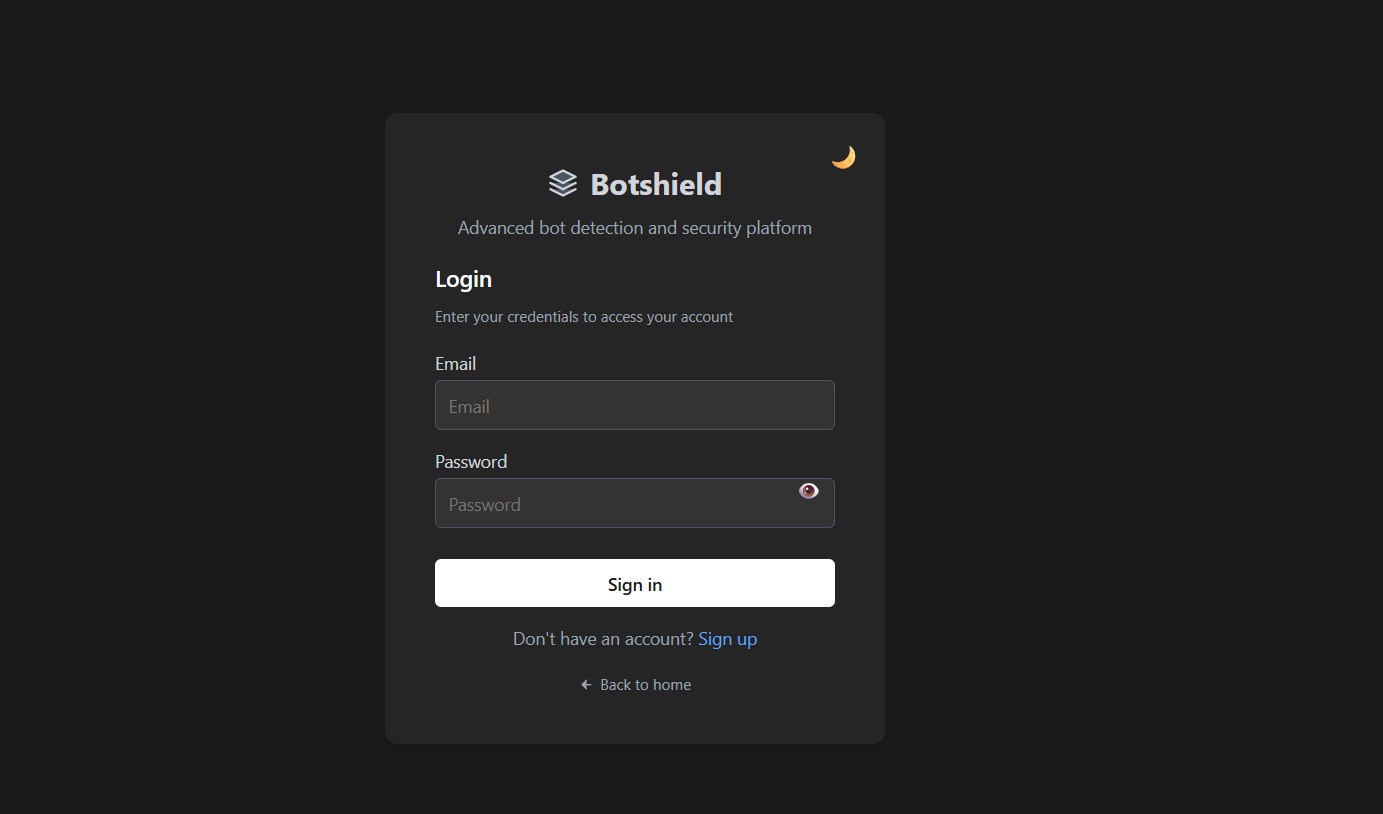 Botshield
Advanced bot detection and security platform
Login
Enter your credentials to access your account
Email
Email
Password
Password
Sign in
Don't have an account? Sign up
Back to home